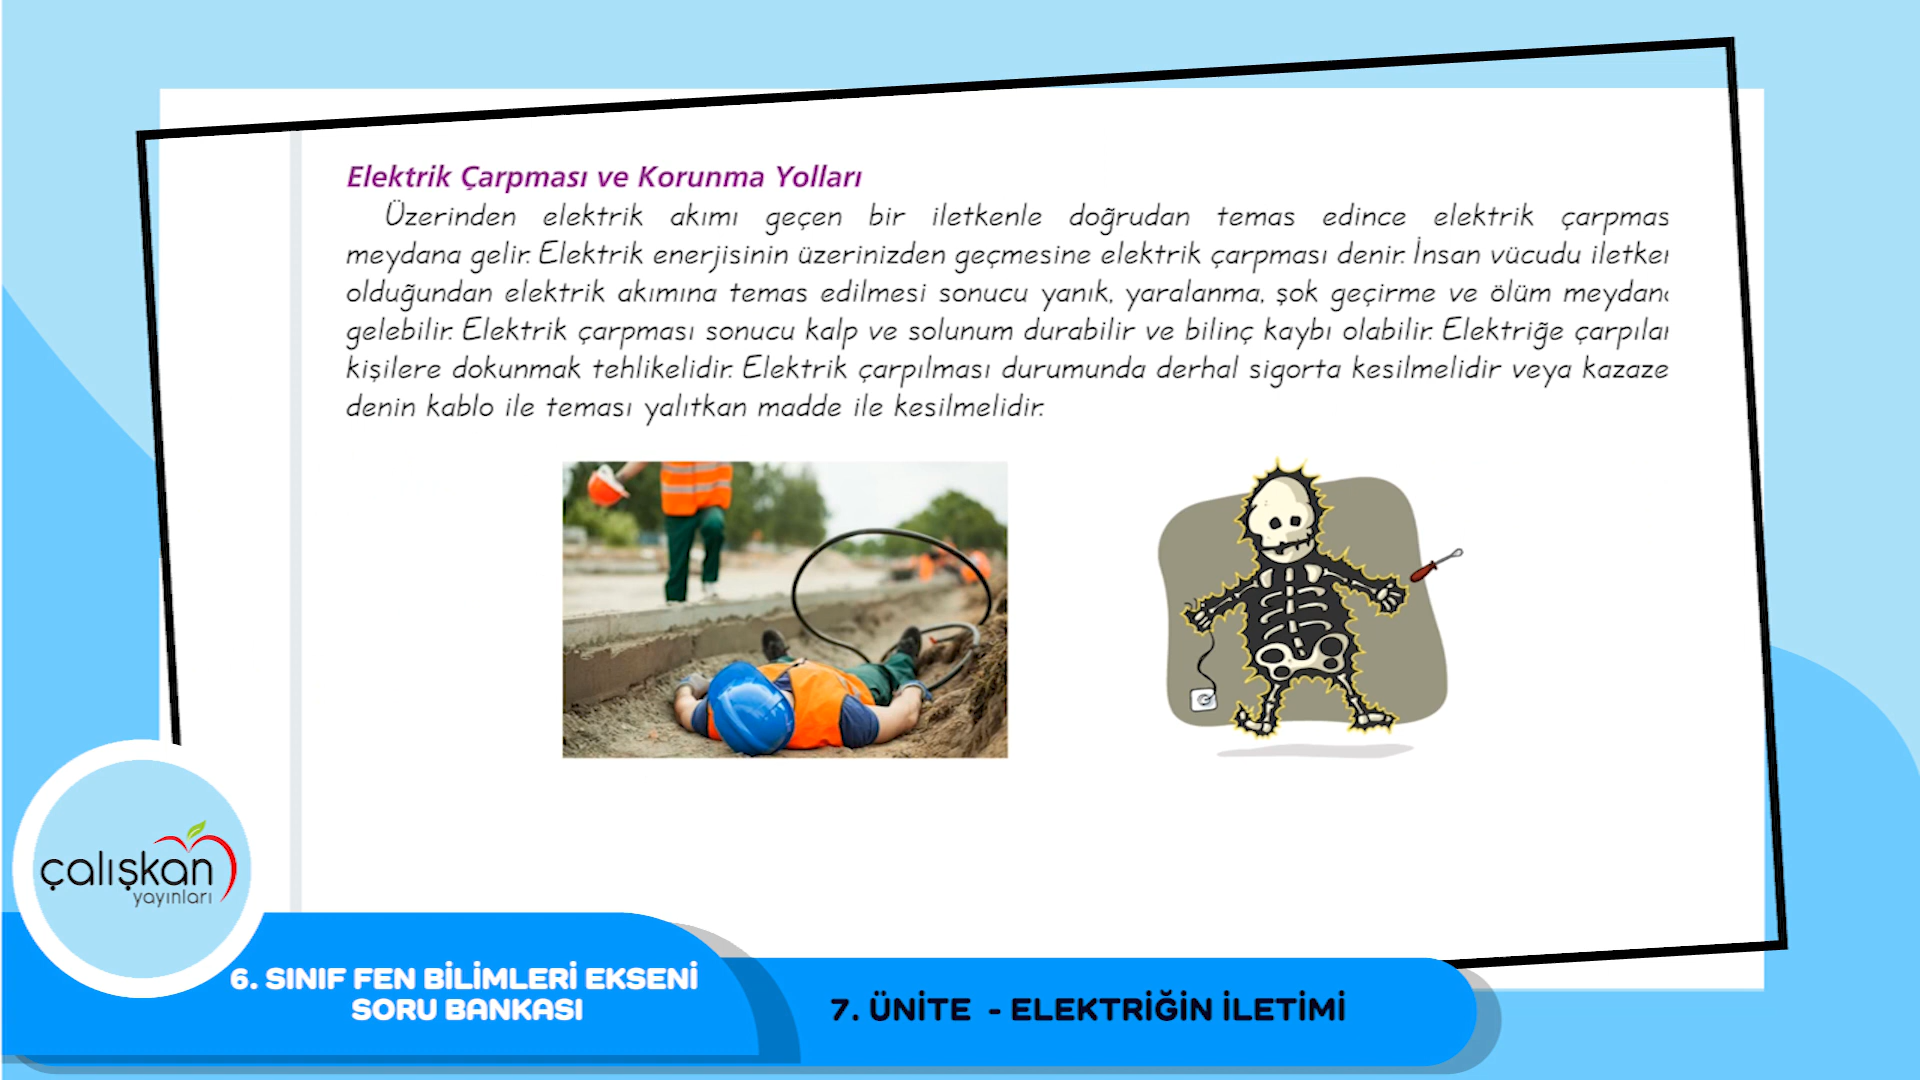 Elektrik Çarpması ve Korunma Yolları
Üzerinden elektrik akımı geçen bir iletkenle doğrudan temas edince elektrik çarpmas
meydana gelir. Elektrik enerjisinin üzerinizden geçmesine elektrik çarpması denir. İnsan vücudu iletken
olduğundan elektrik akımına temas edilmesi sonucu yanık, yaralanma, şok geçirme ve ölüm meydana
gelebilir. Elektrik çarpması sonucu kalp ve solunum durabilir ve bilinç kaybı olabilir. Elektriğe çarpılan
kişilere dokunmak tehlikelidir. Elektrik çarpılması durumunda derhal sigorta kesilmelidir veya kazaze
denin kablo ile teması yalıtkan madde ile kesilmelidir.
çalışkan
yayınları
6. SINIF FEN BİLİMLERİ EKSENİ
SORU BANKASI
7. ÜNİTE - ELEKTRİĞİN İLETİMİ